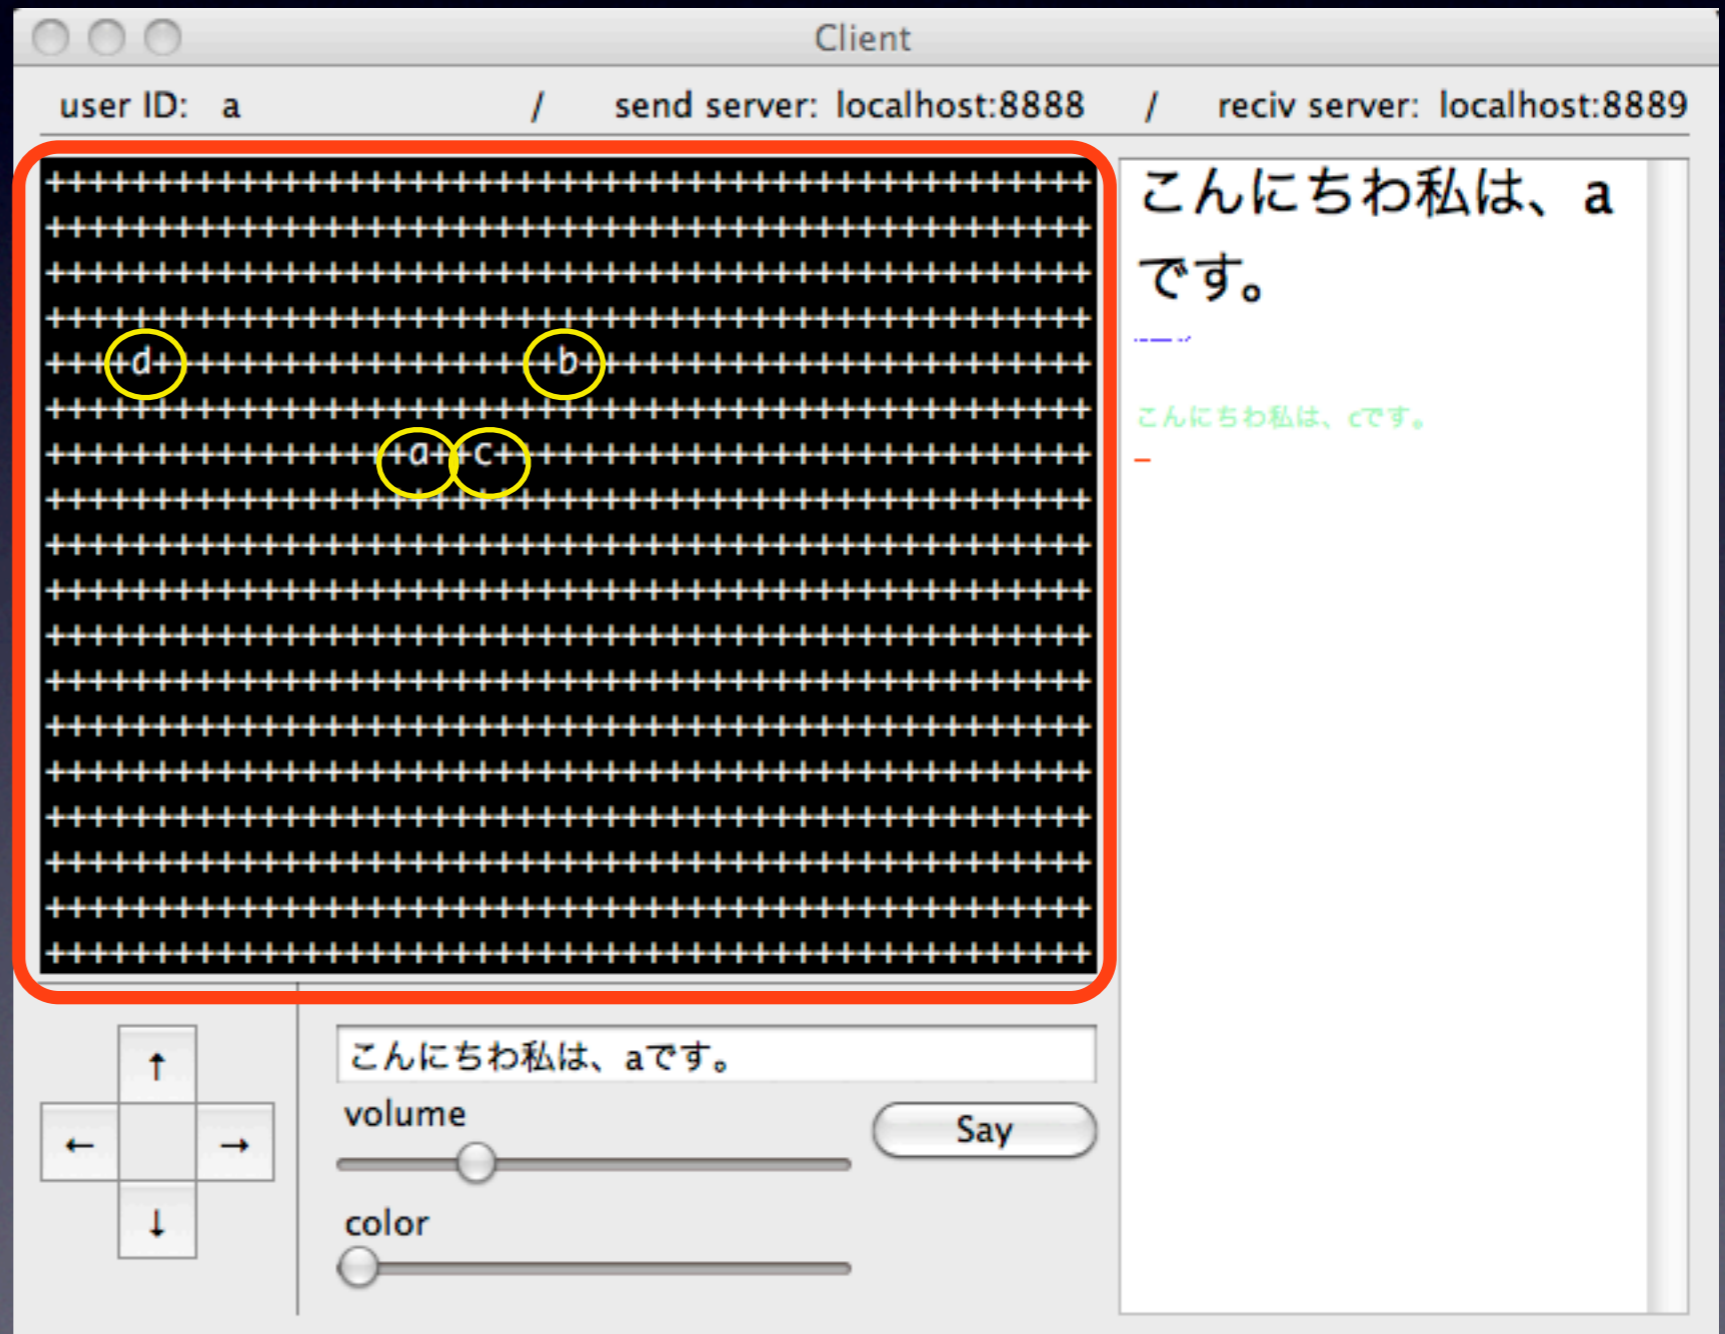 Client
user ID: a / send server: localhost:8888 / reciv server: localhost:8889
d b
a c
こんにちわ私は、a
です。
こんにちわ私は、cです。
↑
← →
↓
こんにちわ私は、aです。
volume
Say
color